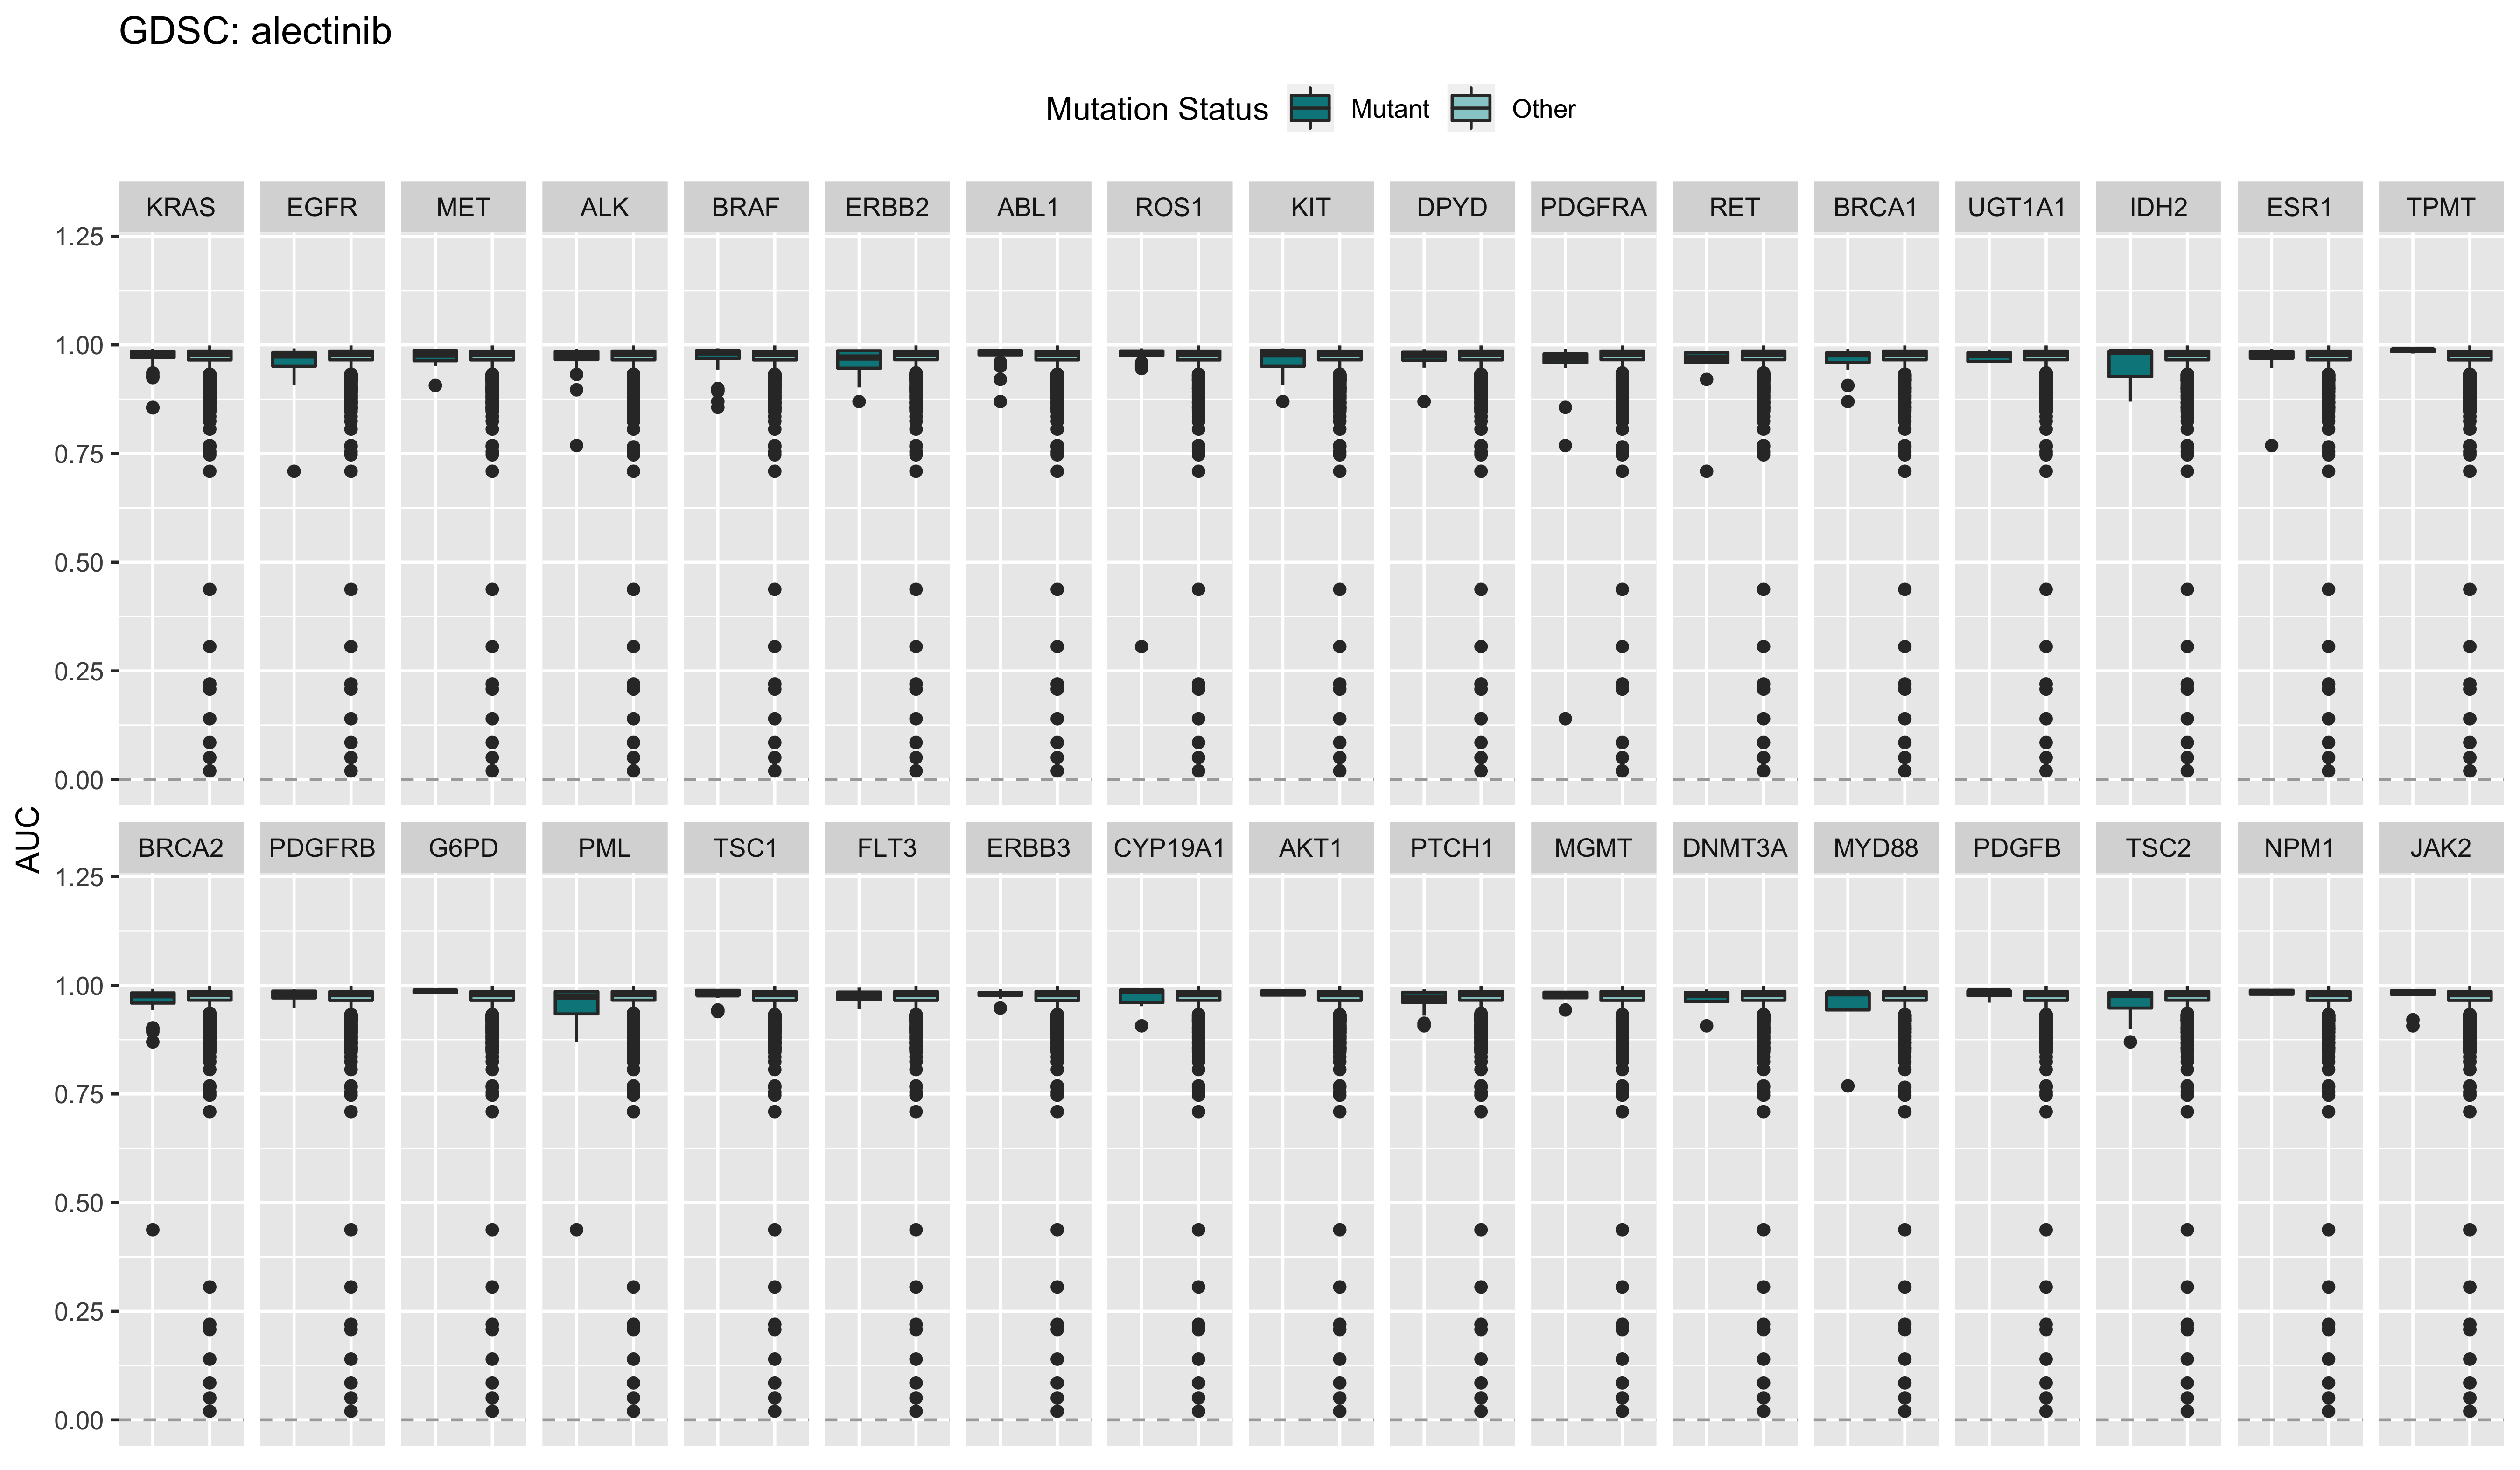 GDSC: alectinib
Mutation Status Mutant Other
KRAS EGFR MET ALK BRAF ERBB2 ABL1 ROS1 KIT DPYD PDGFRA RET BRCA1 UGT1A1 IDH2 ESR1 TPMT
1.25
1.00
0.75
0.50
0.25
0.00
AUC
BRCA2 PDGFRB G6PD PML TSC1 FLT3 ERBB3 CYP19A1 AKT1 PTCH1 MGMT DNMT3A MYD88 PDGFB TSC2 NPM1 JAK2
1.25
1.00
0.75
0.50
0.25
0.00